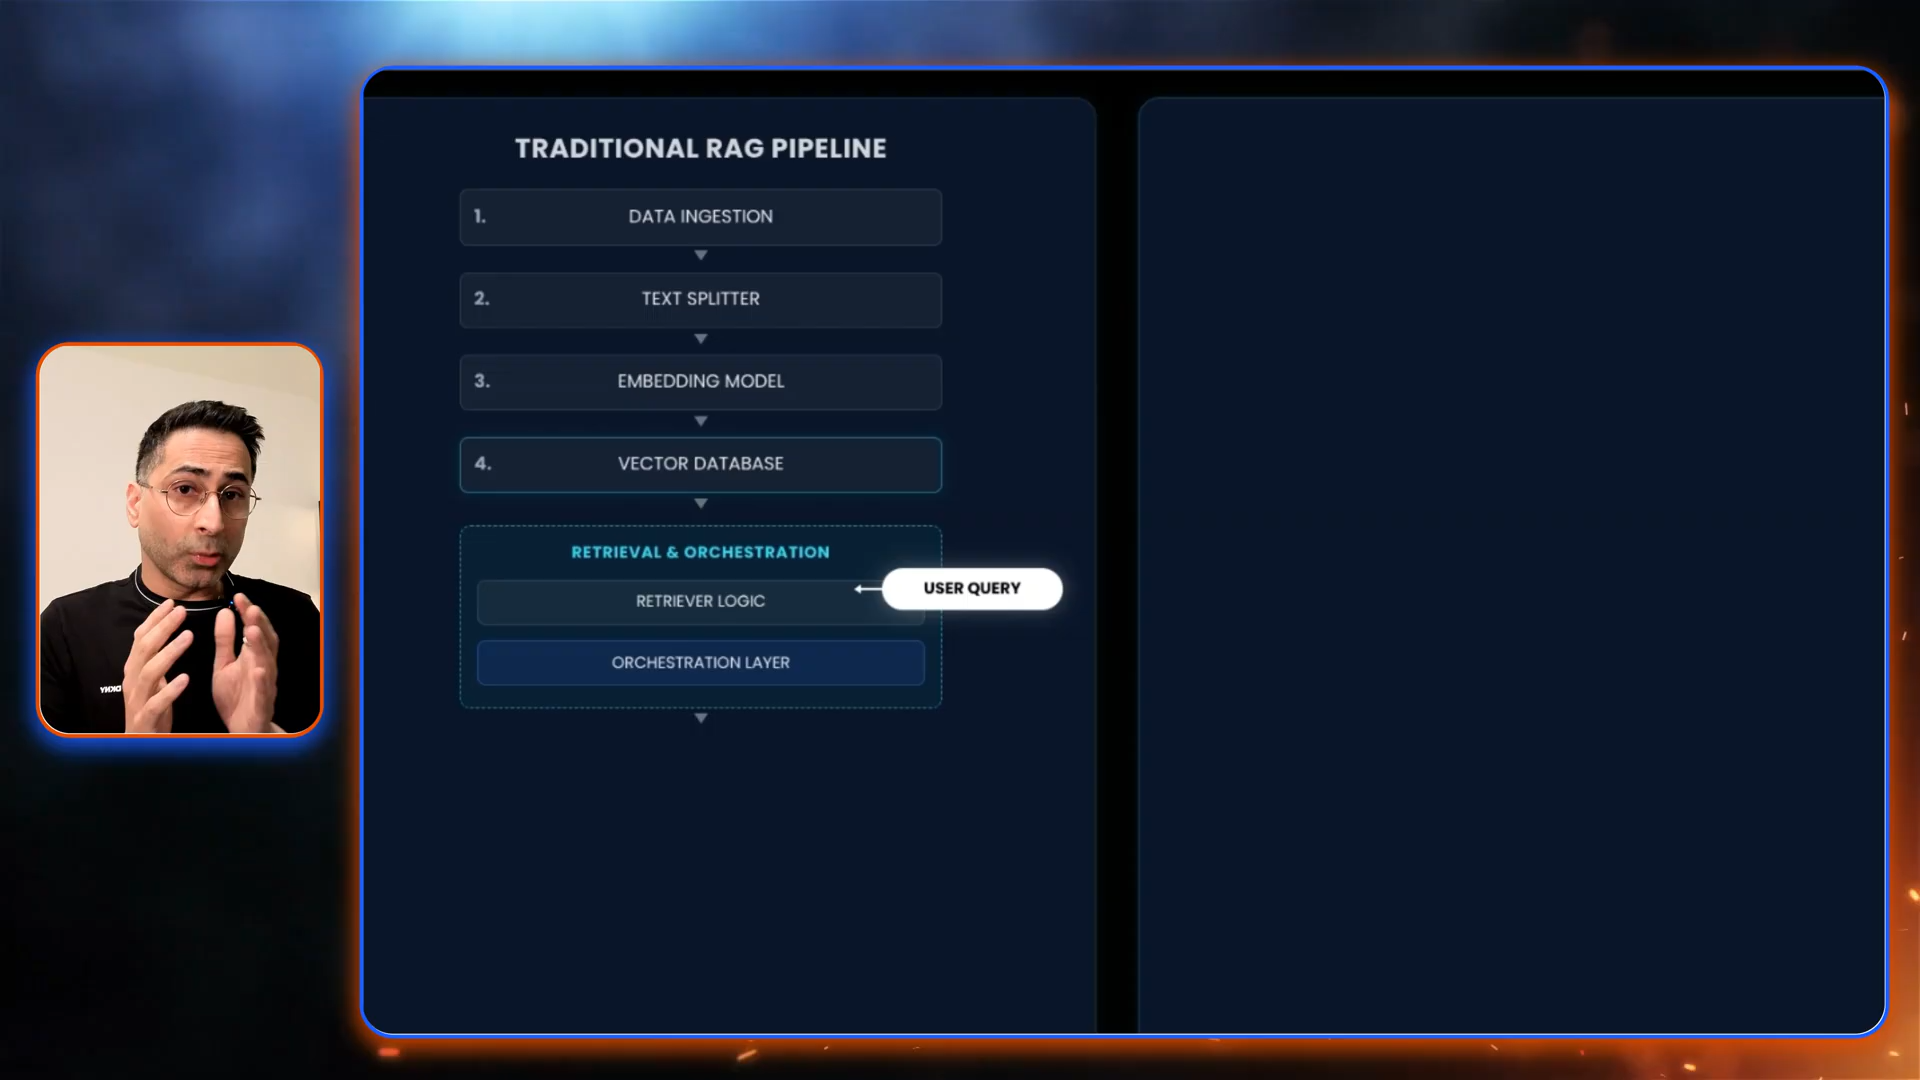 TRADITIONAL RAG PIPELINE
1. DATA INGESTION
2. TEXT SPLITTER
3. EMBEDDING MODEL
4. VECTOR DATABASE
RETRIEVAL & ORCHESTRATION
USER QUERY
RETRIEVER LOGIC
ORCHESTRATION LAYER